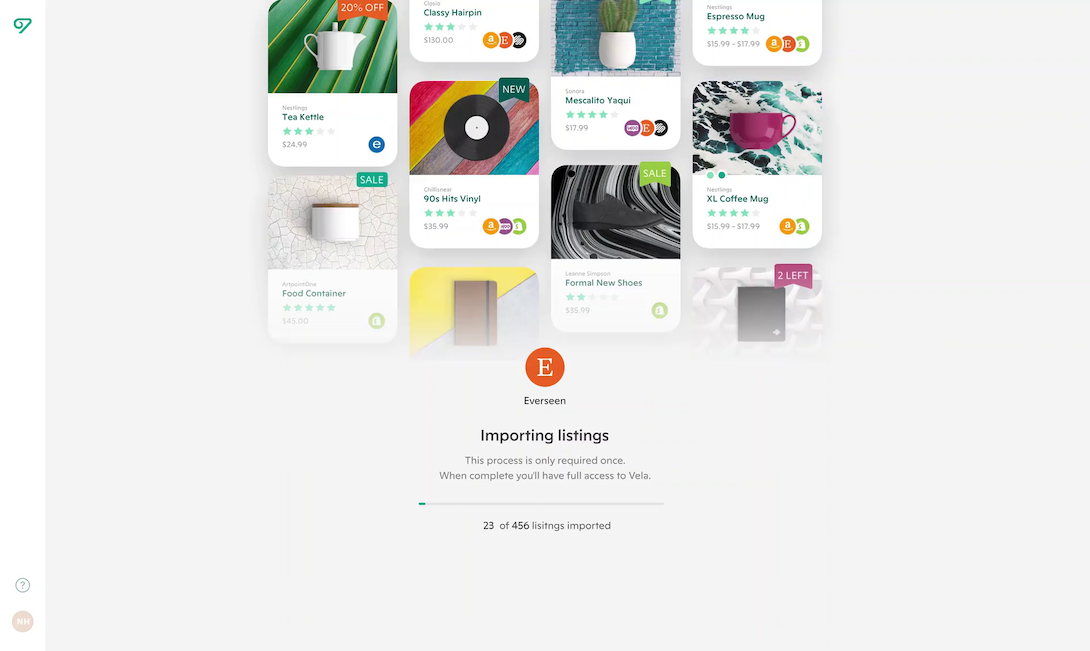 20% OFF
Nestlings
Tea Kettle
$24.99
e
SALE
ArtpointOne
Food Container
$45.00
Classy Hairpin
$130.00
a E
NEW
Chillsnear
90s Hits Vinyl
$35.99
a woo
Sonora
Mescalito Yaqui
$17.99
woo E
SALE
Leanne Simpson
Formal New Shoes
$35.99
Nestlings
Espresso Mug
$15.99 - $17.99
a E
Nestlings
XL Coffee Mug
$15.99 - $17.99
a
2 LEFT
E
Everseen
Importing listings
This process is only required once.
When complete you'll have full access to Vela.
23 of 456 lisitngs imported
?
NH